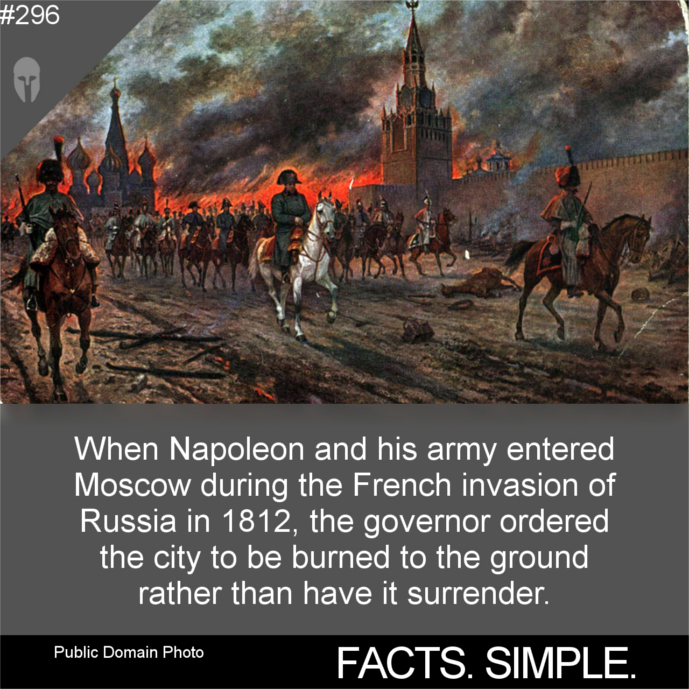 #296
When Napoleon and his army entered
Moscow during the French invasion of
Russia in 1812, the governor ordered
the city to be burned to the ground
rather than have it surrender.
Public Domain Photo
FACTS. SIMPLE.